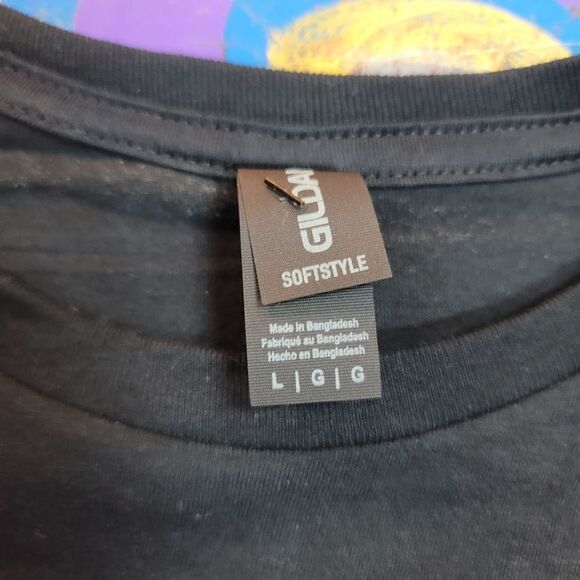 GILDAN
SOFTSTYLE
Made in Bangladesh
Fabriqué au Bangladesh
Hecho en Bangladesh
L | G | G